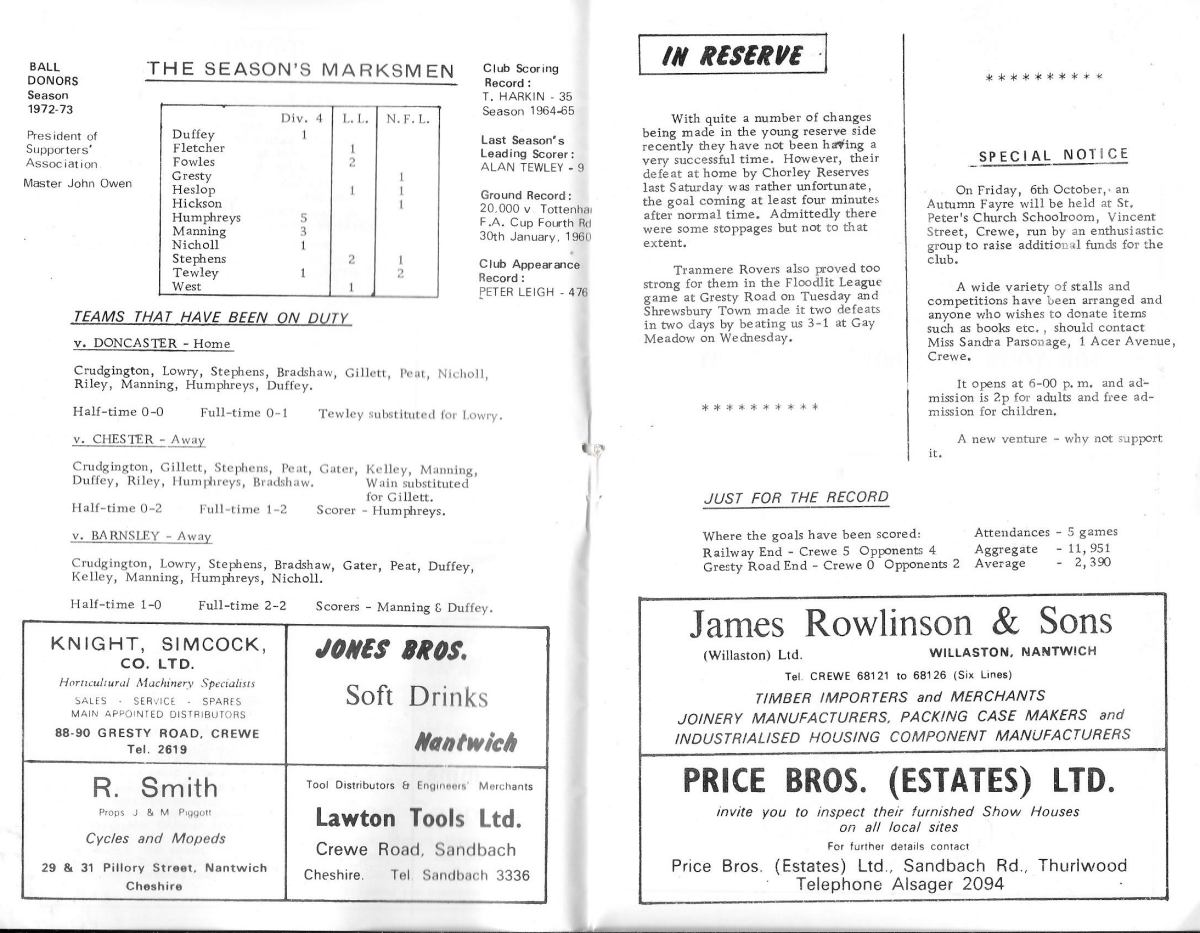 BALL
DONORS
Season
1972-73
President of
Supporters'
Association
Master John Owen
THE SEASON'S MARKSMEN
Div. 4 L. L. N. F. L.
Duffey 1
Fletcher 1
Fowles 2
Gresty 1
Heslop 1 1
Hickson 1
Humphreys 5
Manning 3
Nicholl 1
Stephens 2 1
Tewley 1 2
West 1
Club Scoring
Record :
T. HARKIN - 35
Season 1964-65
Last Season's
Leading Scorer :
ALAN TEWLEY - 9
Ground Record :
20.000 v Tottenha
F.A. Cup Fourth Rd
30th January, 1960
Club Appearance
Record :
PETER LEIGH - 476
TEAMS THAT HAVE BEEN ON DUTY
v. DONCASTER - Home
Crudgington, Lowry, Stephens, Bradshaw, Gillett, Peat, Nicholl,
Riley, Manning, Humphreys, Duffey.
Half-time 0-0 Full-time 0-1 Tewley substituted for Lowry.
v. CHESTER - Away
Crudgington, Gillett, Stephens, Peat, Gater, Kelley, Manning,
Duffey, Riley, Humphreys, Bradshaw. Wain substituted
for Gillett.
Half-time 0-2 Full-time 1-2 Scorer - Humphreys.
v. BARNSLEY - Away
Crudgington, Lowry, Stephens, Bradshaw, Gater, Peat, Duffey,
Kelley, Manning, Humphreys, Nicholl.
Half-time 1-0 Full-time 2-2 Scorers - Manning & Duffey.
KNIGHT, SIMCOCK,
CO. LTD.
Horticultural Machinery Specialists
SALES - SERVICE - SPARES
MAIN APPOINTED DISTRIBUTORS
88-90 GRESTY ROAD, CREWE
Tel. 2619
JONES BROS.
Soft Drinks
Nantwich
R. Smith
Props J & M Piggott
Cycles and Mopeds
29 & 31 Pillory Street, Nantwich
Cheshire
Tool Distributors & Engineers' Merchants
Lawton Tools Ltd.
Crewe Road, Sandbach
Cheshire. Tel Sandbach 3336
IN RESERVE
With quite a number of changes
being made in the young reserve side
recently they have not been having a
very successful time. However, their
defeat at home by Chorley Reserves
last Saturday was rather unfortunate,
the goal coming at least four minutes
after normal time. Admittedly there
were some stoppages but not to that
extent.
Tranmere Rovers also proved too
strong for them in the Floodlit League
game at Gresty Road on Tuesday and
Shrewsbury Town made it two defeats
in two days by beating us 3-1 at Gay
Meadow on Wednesday.
* * * * * * * * * *
* * * * * * * * * *
SPECIAL NOTICE
On Friday, 6th October, an
Autumn Fayre will be held at St.
Peter's Church Schoolroom, Vincent
Street, Crewe, run by an enthusiastic
group to raise additional funds for the
club.
A wide variety of stalls and
competitions have been arranged and
anyone who wishes to donate items
such as books etc. , should contact
Miss Sandra Parsonage, 1 Acer Avenue,
Crewe.
It opens at 6-00 p. m. and ad-
mission is 2p for adults and free ad-
mission for children.
A new venture - why not support
it.
JUST FOR THE RECORD
Where the goals have been scored:
Railway End - Crewe 5 Opponents 4
Gresty Road End - Crewe 0 Opponents 2
Attendances - 5 games
Aggregate - 11, 951
Average - 2, 390
James Rowlinson & Sons
(Willaston) Ltd. WILLASTON, NANTWICH
Tel. CREWE 68121 to 68126 (Six Lines)
TIMBER IMPORTERS and MERCHANTS
JOINERY MANUFACTURERS, PACKING CASE MAKERS and
INDUSTRIALISED HOUSING COMPONENT MANUFACTURERS
PRICE BROS. (ESTATES) LTD.
invite you to inspect their furnished Show Houses
on all local sites
For further details contact
Price Bros. (Estates) Ltd., Sandbach Rd., Thurlwood
Telephone Alsager 2094